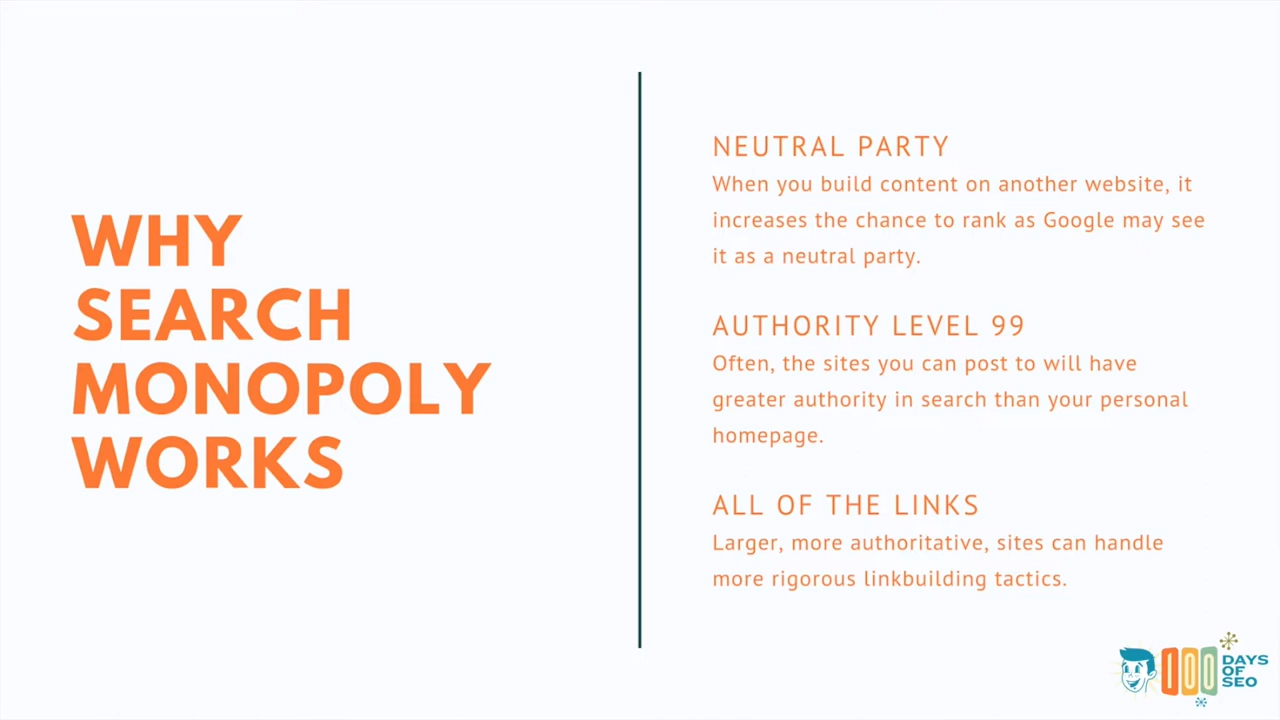 WHY
SEARCH
MONOPOLY
WORKS
NEUTRAL PARTY
When you build content on another website, it
increases the chance to rank as Google may see
it as a neutral party.
AUTHORITY LEVEL 99
Often, the sites you can post to will have
greater authority in search than your personal
homepage.
ALL OF THE LINKS
Larger, more authoritative, sites can handle
more rigorous linkbuilding tactics.
100
DAYS
OF
SEO